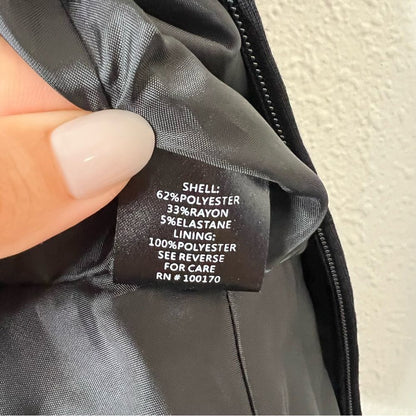 SHELL:
62%POLYESTER
33%RAYON
5%ELASTANE
LINING:
100%POLYESTER
SEE REVERSE
FOR CARE
RN # 100170